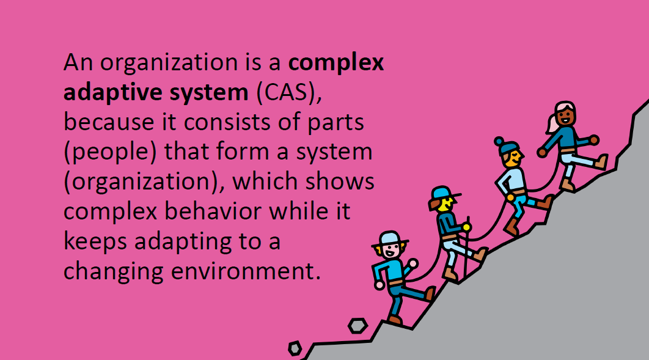 An organization is a complex
adaptive system (CAS),
because it consists of parts
(people) that form a system
(organization), which shows
complex behavior while it
keeps adapting to a
changing environment.